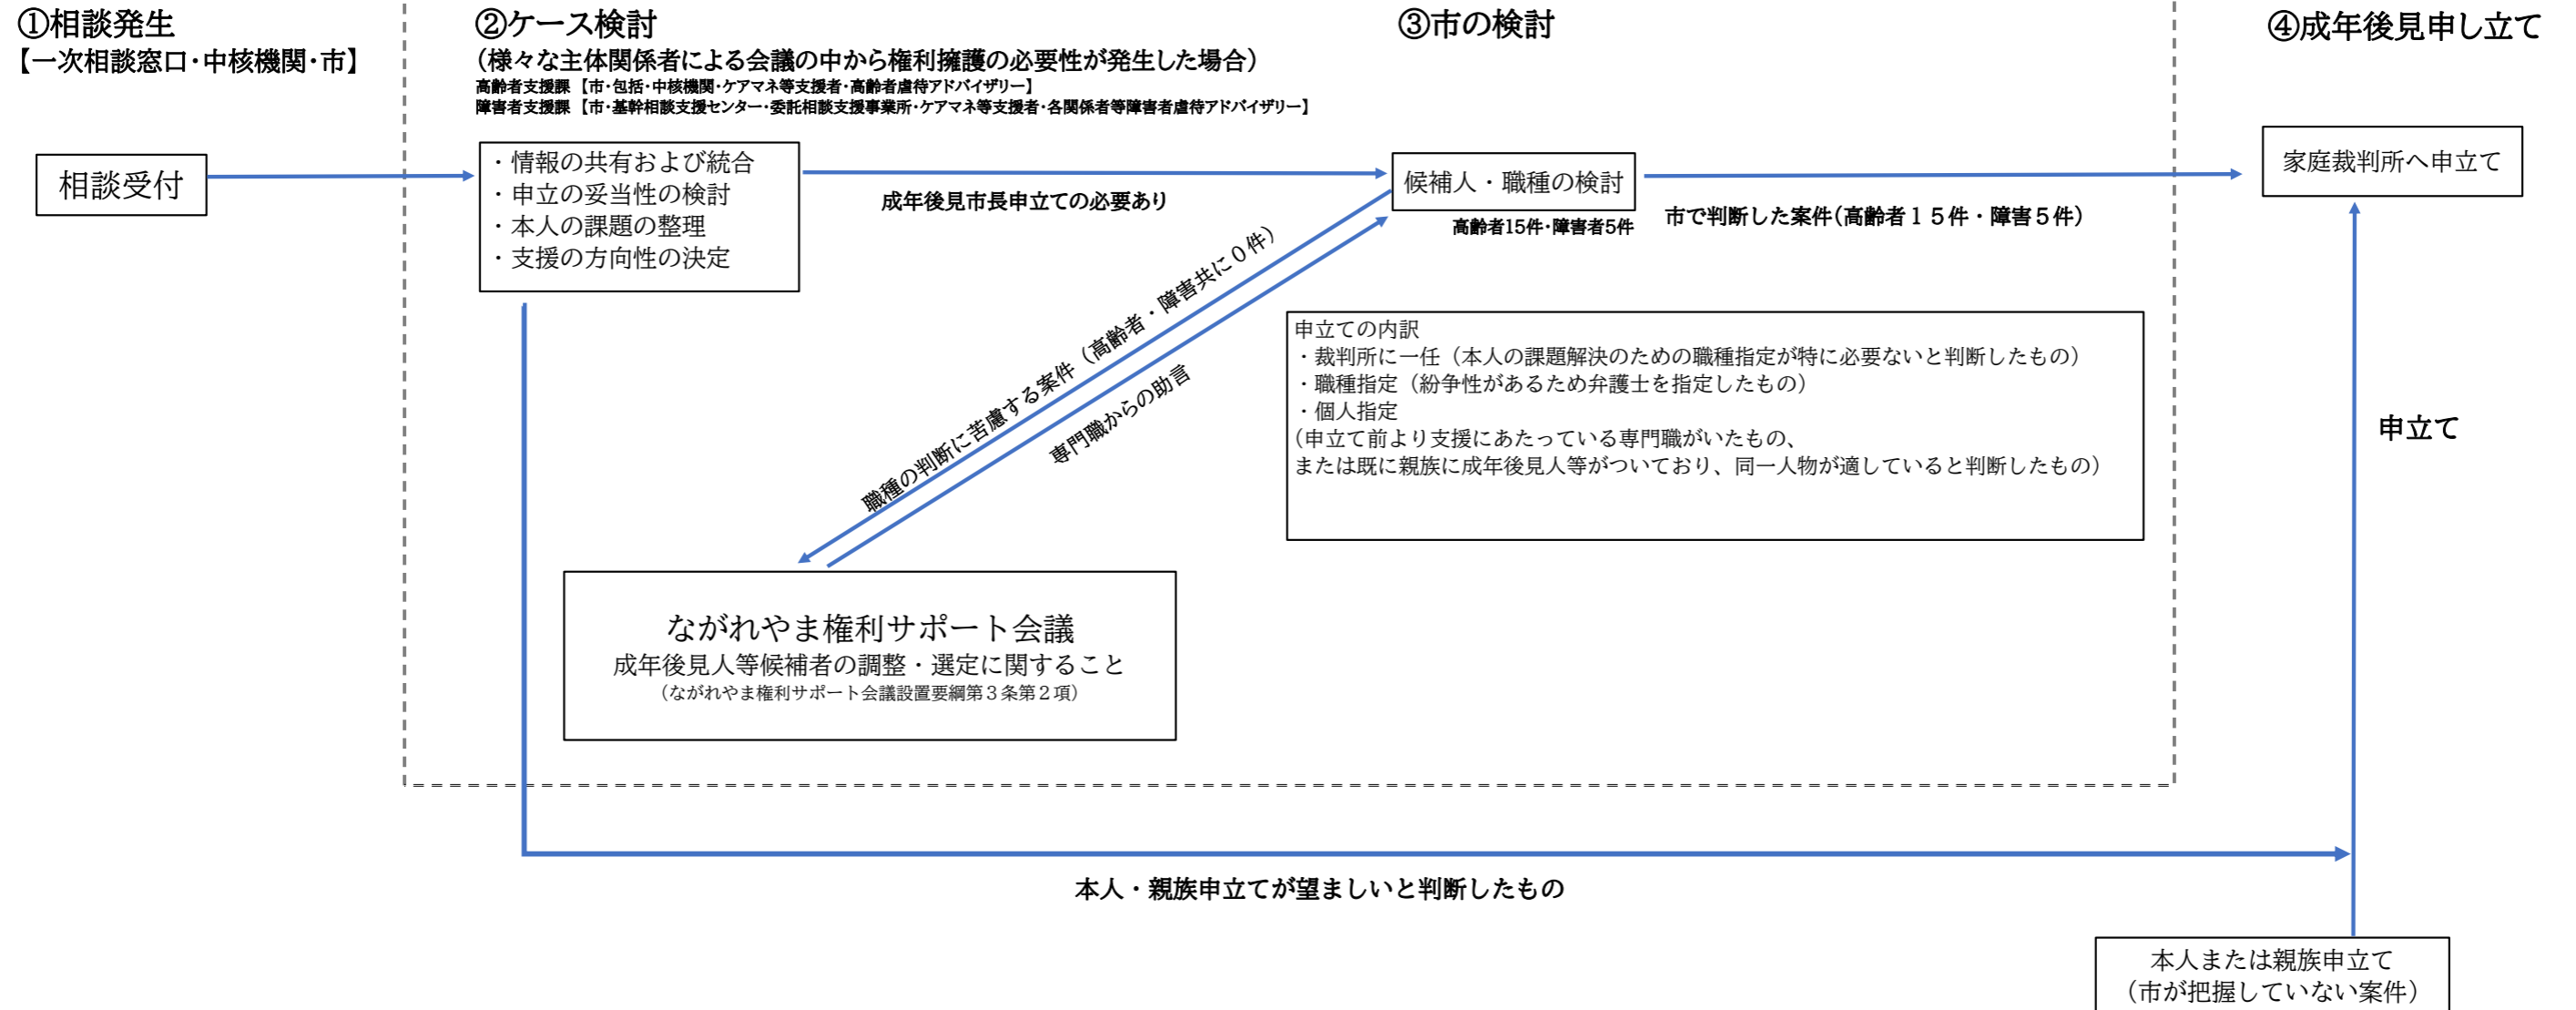 ①相談発生
【一次相談窓口・中核機関・市】
②ケース検討
（様々な主体関係者による会議の中から権利擁護の必要性が発生した場合）
高齢者支援課 【市・包括・中核機関・ケアマネ等支援者・高齢者虐待アドバイザリー】
障害者支援課 【市・基幹相談支援センター・委託相談支援事業所・ケアマネ等支援者・各関係者等障害者虐待アドバイザリー】
③市の検討
④成年後見申し立て
相談受付
・情報の共有および統合
・申立の妥当性の検討
・本人の課題の整理
・支援の方向性の決定
成年後見市長申立ての必要あり
候補人・職種の検討
高齢者15件・障害者5件
市で判断した案件（高齢者１５件・障害５件）
家庭裁判所へ申立て
職種の判断に苦慮する案件（高齢者・障害共に０件）
専門職からの助言
申立ての内訳
・裁判所に一任（本人の課題解決のための職種指定が特に必要ないと判断したもの）
・職種指定（紛争性があるため弁護士を指定したもの）
・個人指定
（申立て前より支援にあたっている専門職がいたもの、
または既に親族に成年後見人等がついており、同一人物が適していると判断したもの）
申立て
ながれやま権利サポート会議
成年後見人等候補者の調整・選定に関すること
（ながれやま権利サポート会議設置要綱第３条第２項）
本人・親族申立てが望ましいと判断したもの
本人または親族申立て
（市が把握していない案件）